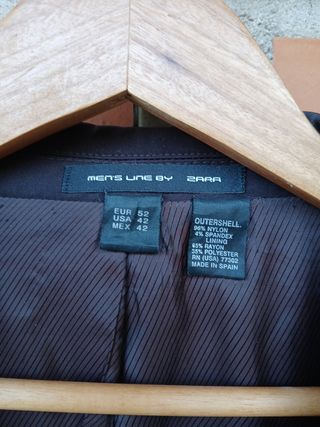 MEN'S LINE BY ZARA
EUR 52
USA 42
MEX 42
OUTERSHELL.
96% NYLON
4% SPANDEX
LINING
65% RAYON
35% POLYESTER
RN (USA) 77302
MADE IN SPAIN